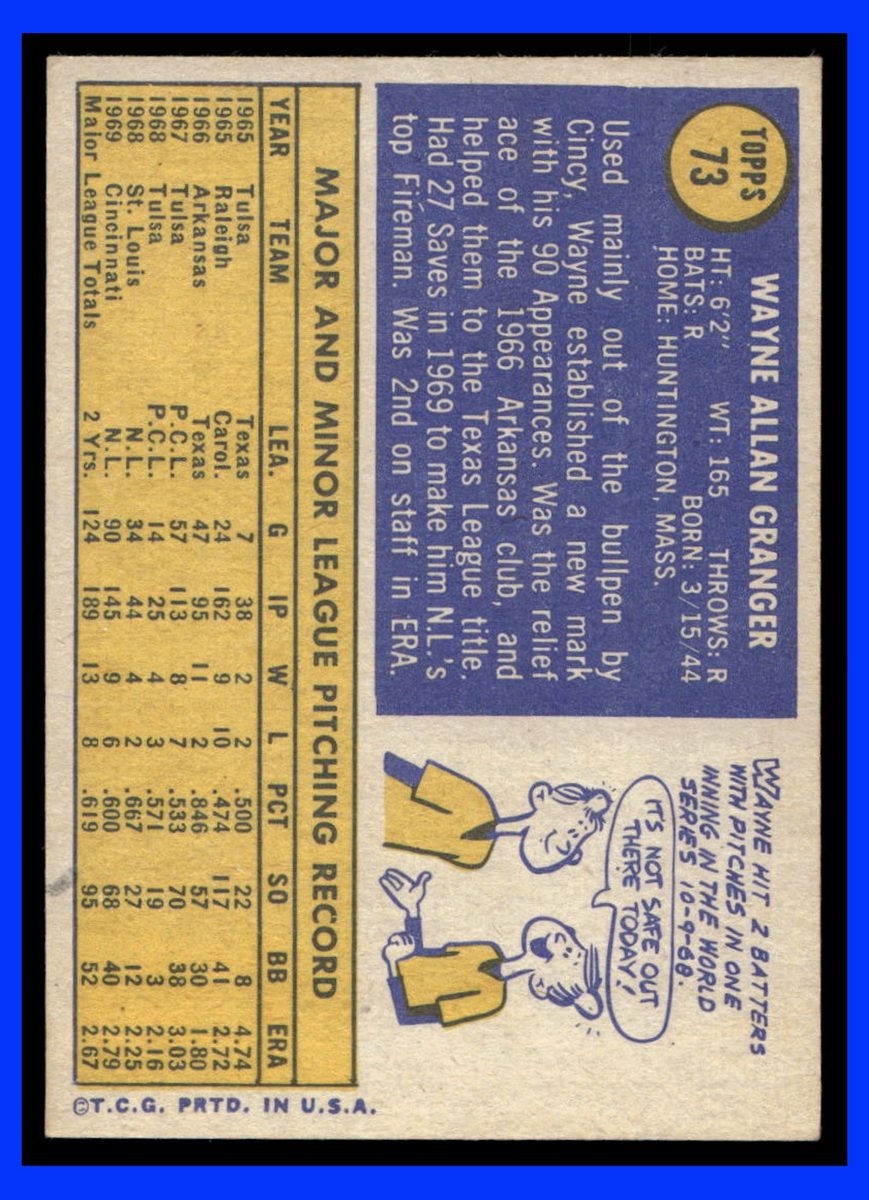 TOPPS
73
WAYNE ALLAN GRANGER
HT: 6'2" WT: 165 THROWS: R
BATS: R BORN: 3/15/44
HOME: HUNTINGTON, MASS.
Used mainly out of the bullpen by
Cincy, Wayne established a new mark
with his 90 Appearances. Was the relief
ace of the 1966 Arkansas club, and
helped them to the Texas League title.
Had 27 Saves in 1969 to make him N.L.'s
top Fireman. Was 2nd on staff in ERA.
WAYNE HIT 2 BATTERS
WITH PITCHES IN ONE
INNING IN THE WORLD
SERIES 10-9-68.
IT'S NOT SAFE OUT
THERE TODAY!
MAJOR AND MINOR LEAGUE PITCHING RECORD
YEAR TEAM LEA. G IP W L PCT SO BB ERA
1965 Tulsa Texas 7 38 2 2 .500 22 8 4.74
1965 Raleigh Carol. 24 162 9 10 .474 117 41 2.72
1966 Arkansas Texas 47 95 11 2 .846 57 30 1.80
1967 Tulsa P.C.L. 57 113 8 7 .533 70 38 3.03
1968 Tulsa P.C.L. 14 25 4 3 .571 19 3 2.16
1968 St. Louis N.L. 34 44 4 2 .667 27 12 2.25
1969 Cincinnati N.L. 90 145 9 6 .600 68 40 2.79
Major League Totals 2 Yrs. 124 189 13 8 .619 95 52 2.67
©T.C.G. PRTD. IN U.S.A.